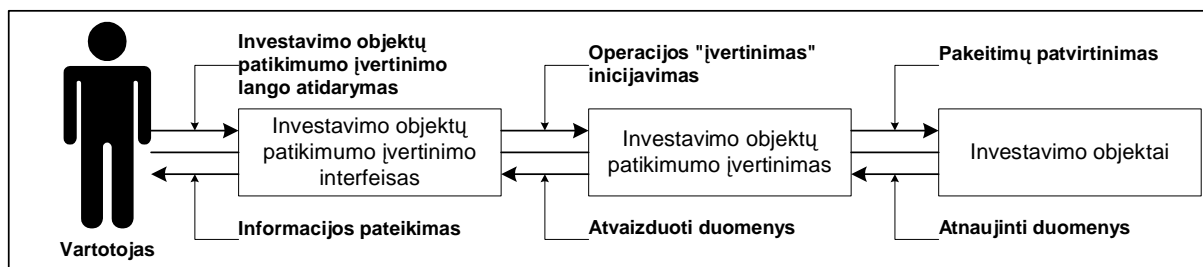 Investavimo objektų
patikimumo įvertinimo
lango atidarymas
Operacijos "įvertinimas"
inicijavimas
Pakeitimų patvirtinimas
Investavimo objektų
patikimumo įvertinimo
interfeisas
Investavimo objektų
patikimumo įvertinimas
Investavimo objektai
Informacijos pateikimas
Atvaizduoti duomenys
Atnaujinti duomenys
Vartotojas